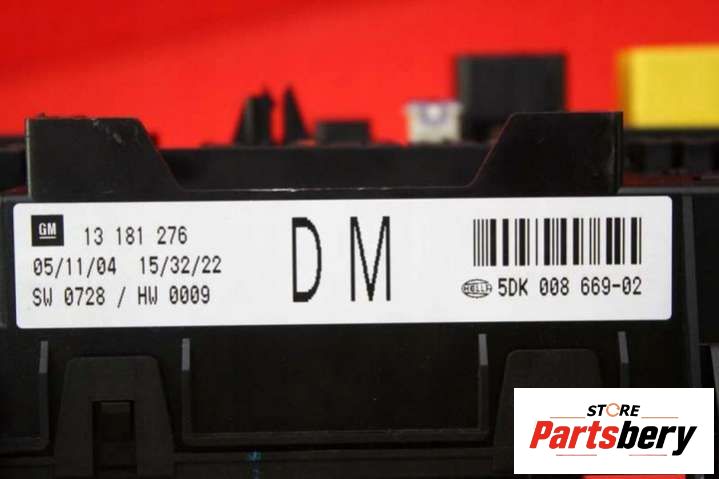 GM 13 181 276
05/11/04 15/32/22
SW 0728 / HW 0009
DM
HELLA 5DK 008 669-02
STORE
Partsbery